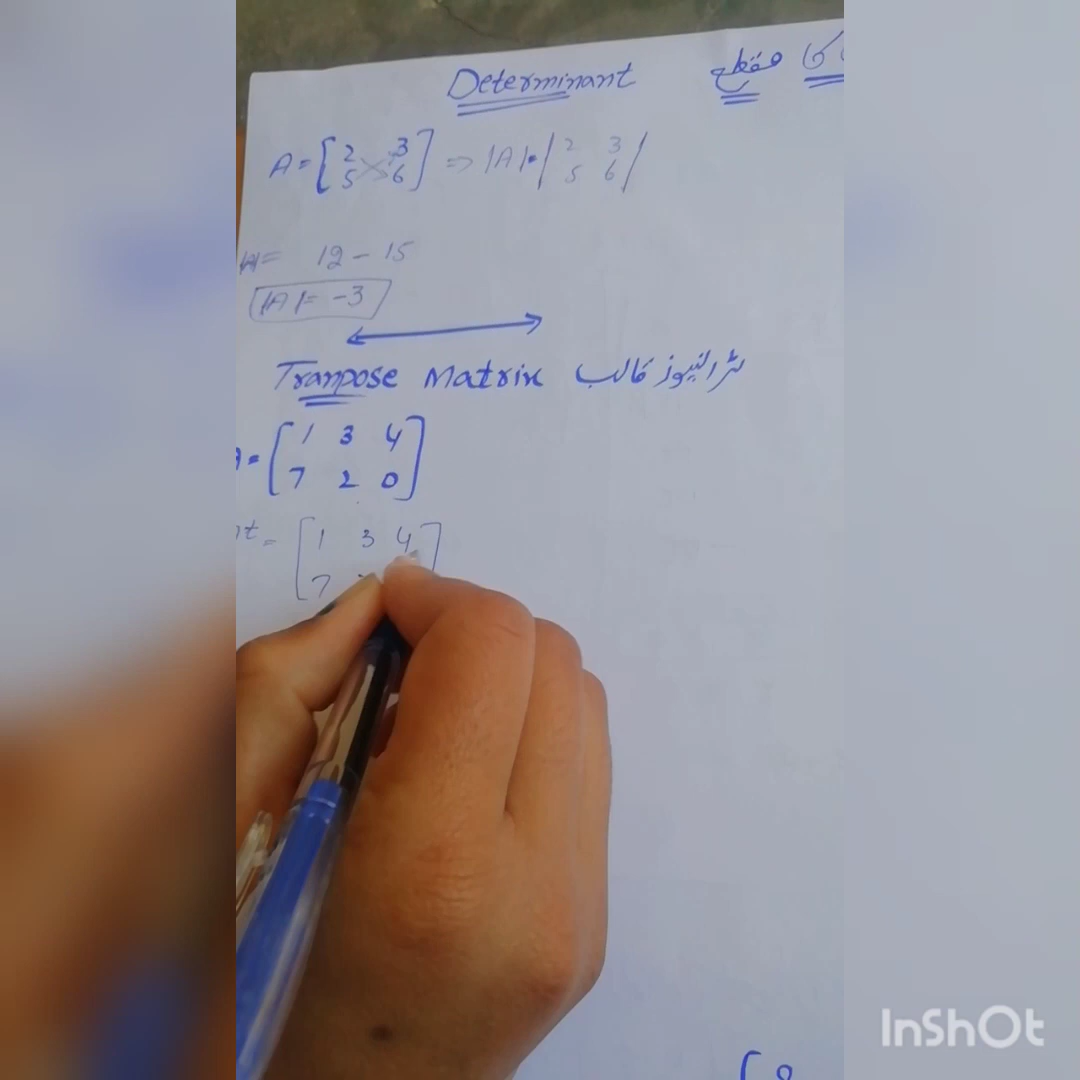 Determinant مقطع کا
A = [ 2 3 5 6 ] => |A| = | 2 3 5 6 |
= 12 - 15
|A| = -3
Tranpose Matrix ٹرانپوز قالب
= [ 1 3 4
7 2 0 ]
t = [ 1 3 4 ]
7
InShOt